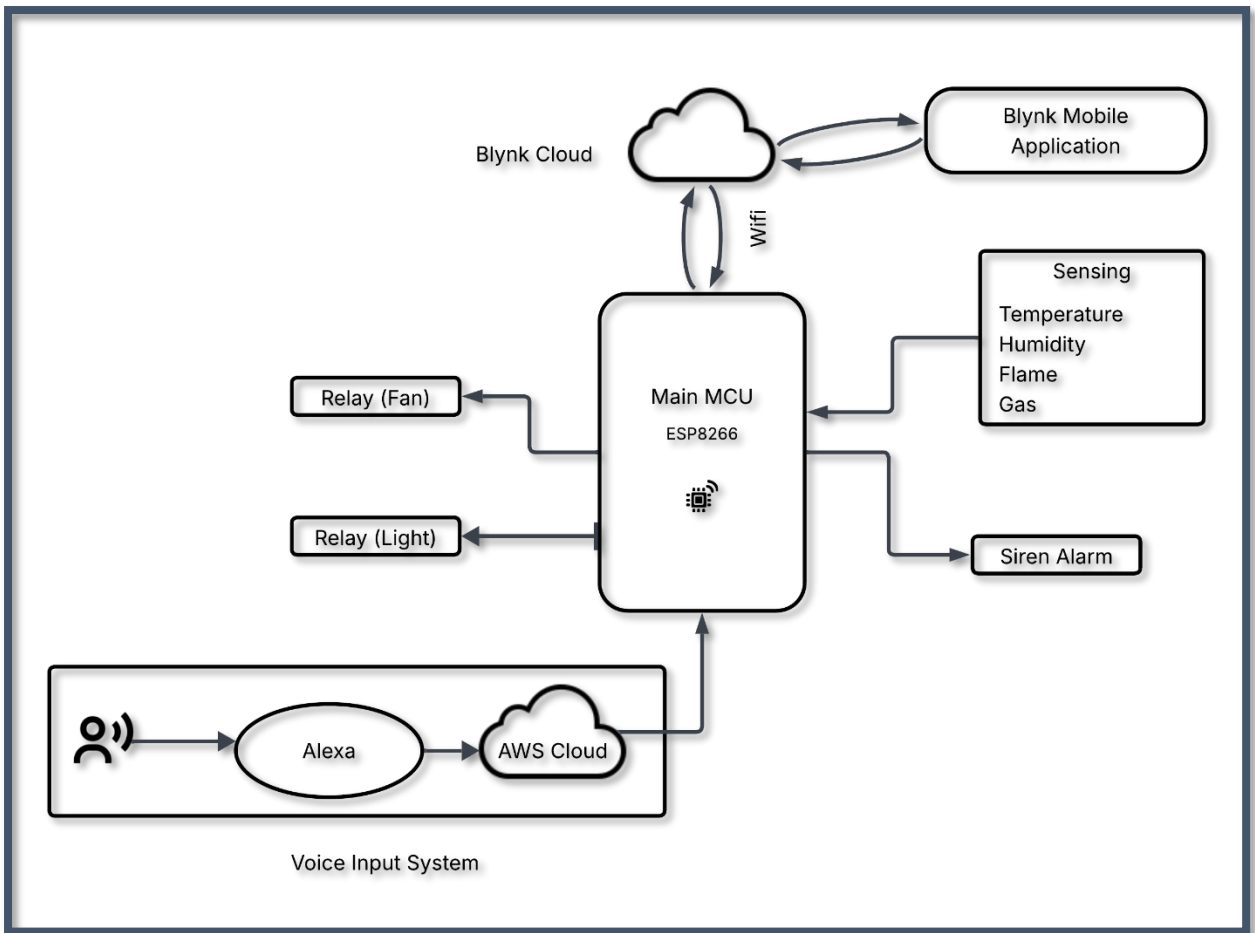 Blynk Mobile
Application
Blynk Cloud
Wifi
Sensing
Temperature
Humidity
Flame
Gas
Relay (Fan)
Main MCU
ESP8266
Relay (Light)
Siren Alarm
Alexa
AWS Cloud
Voice Input System